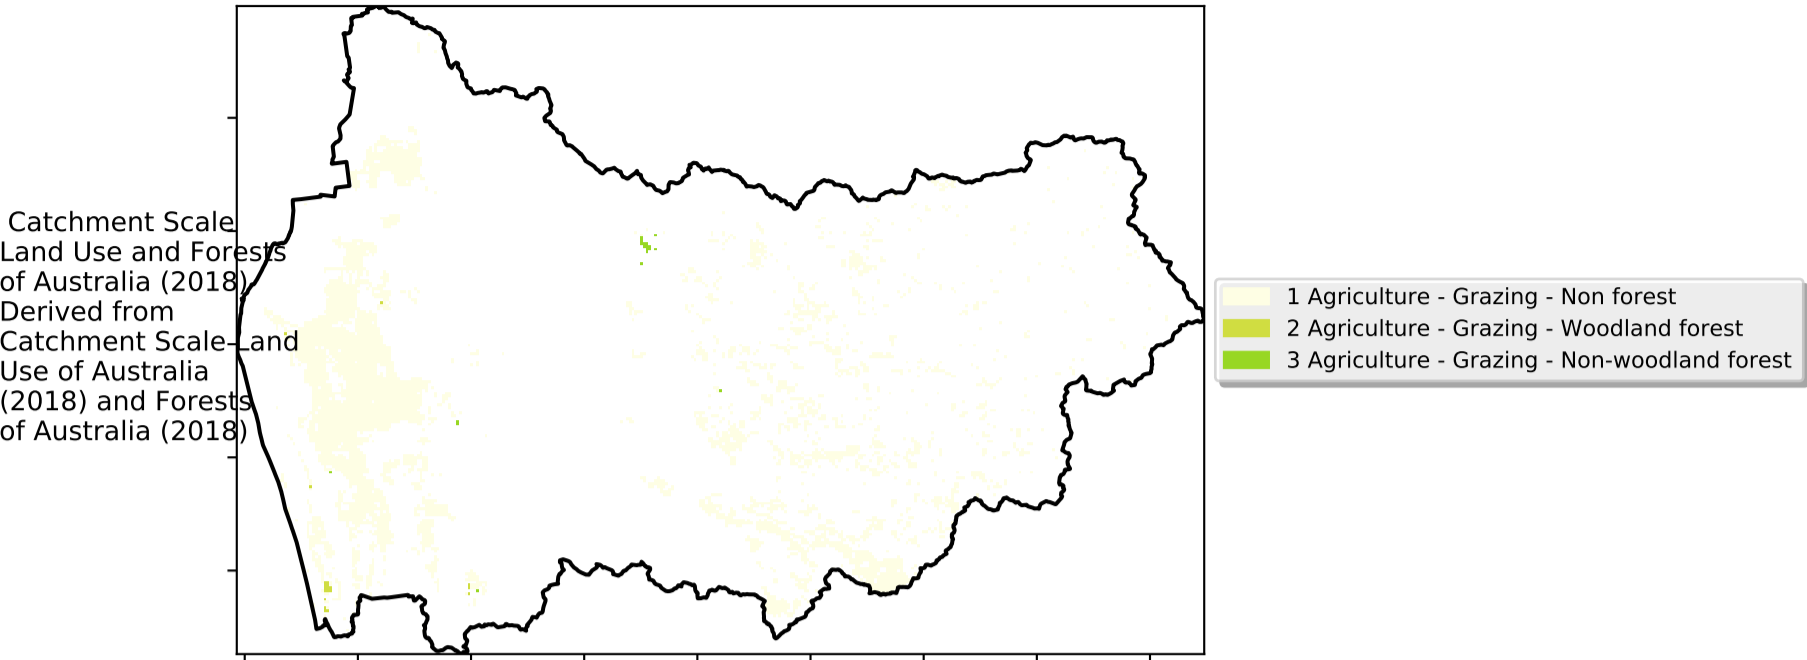 Catchment Scale
Land Use and Forests
of Australia (2018)
Derived from
Catchment Scale Land
Use of Australia
(2018) and Forests
of Australia (2018)
1 Agriculture - Grazing - Non forest
2 Agriculture - Grazing - Woodland forest
3 Agriculture - Grazing - Non-woodland forest